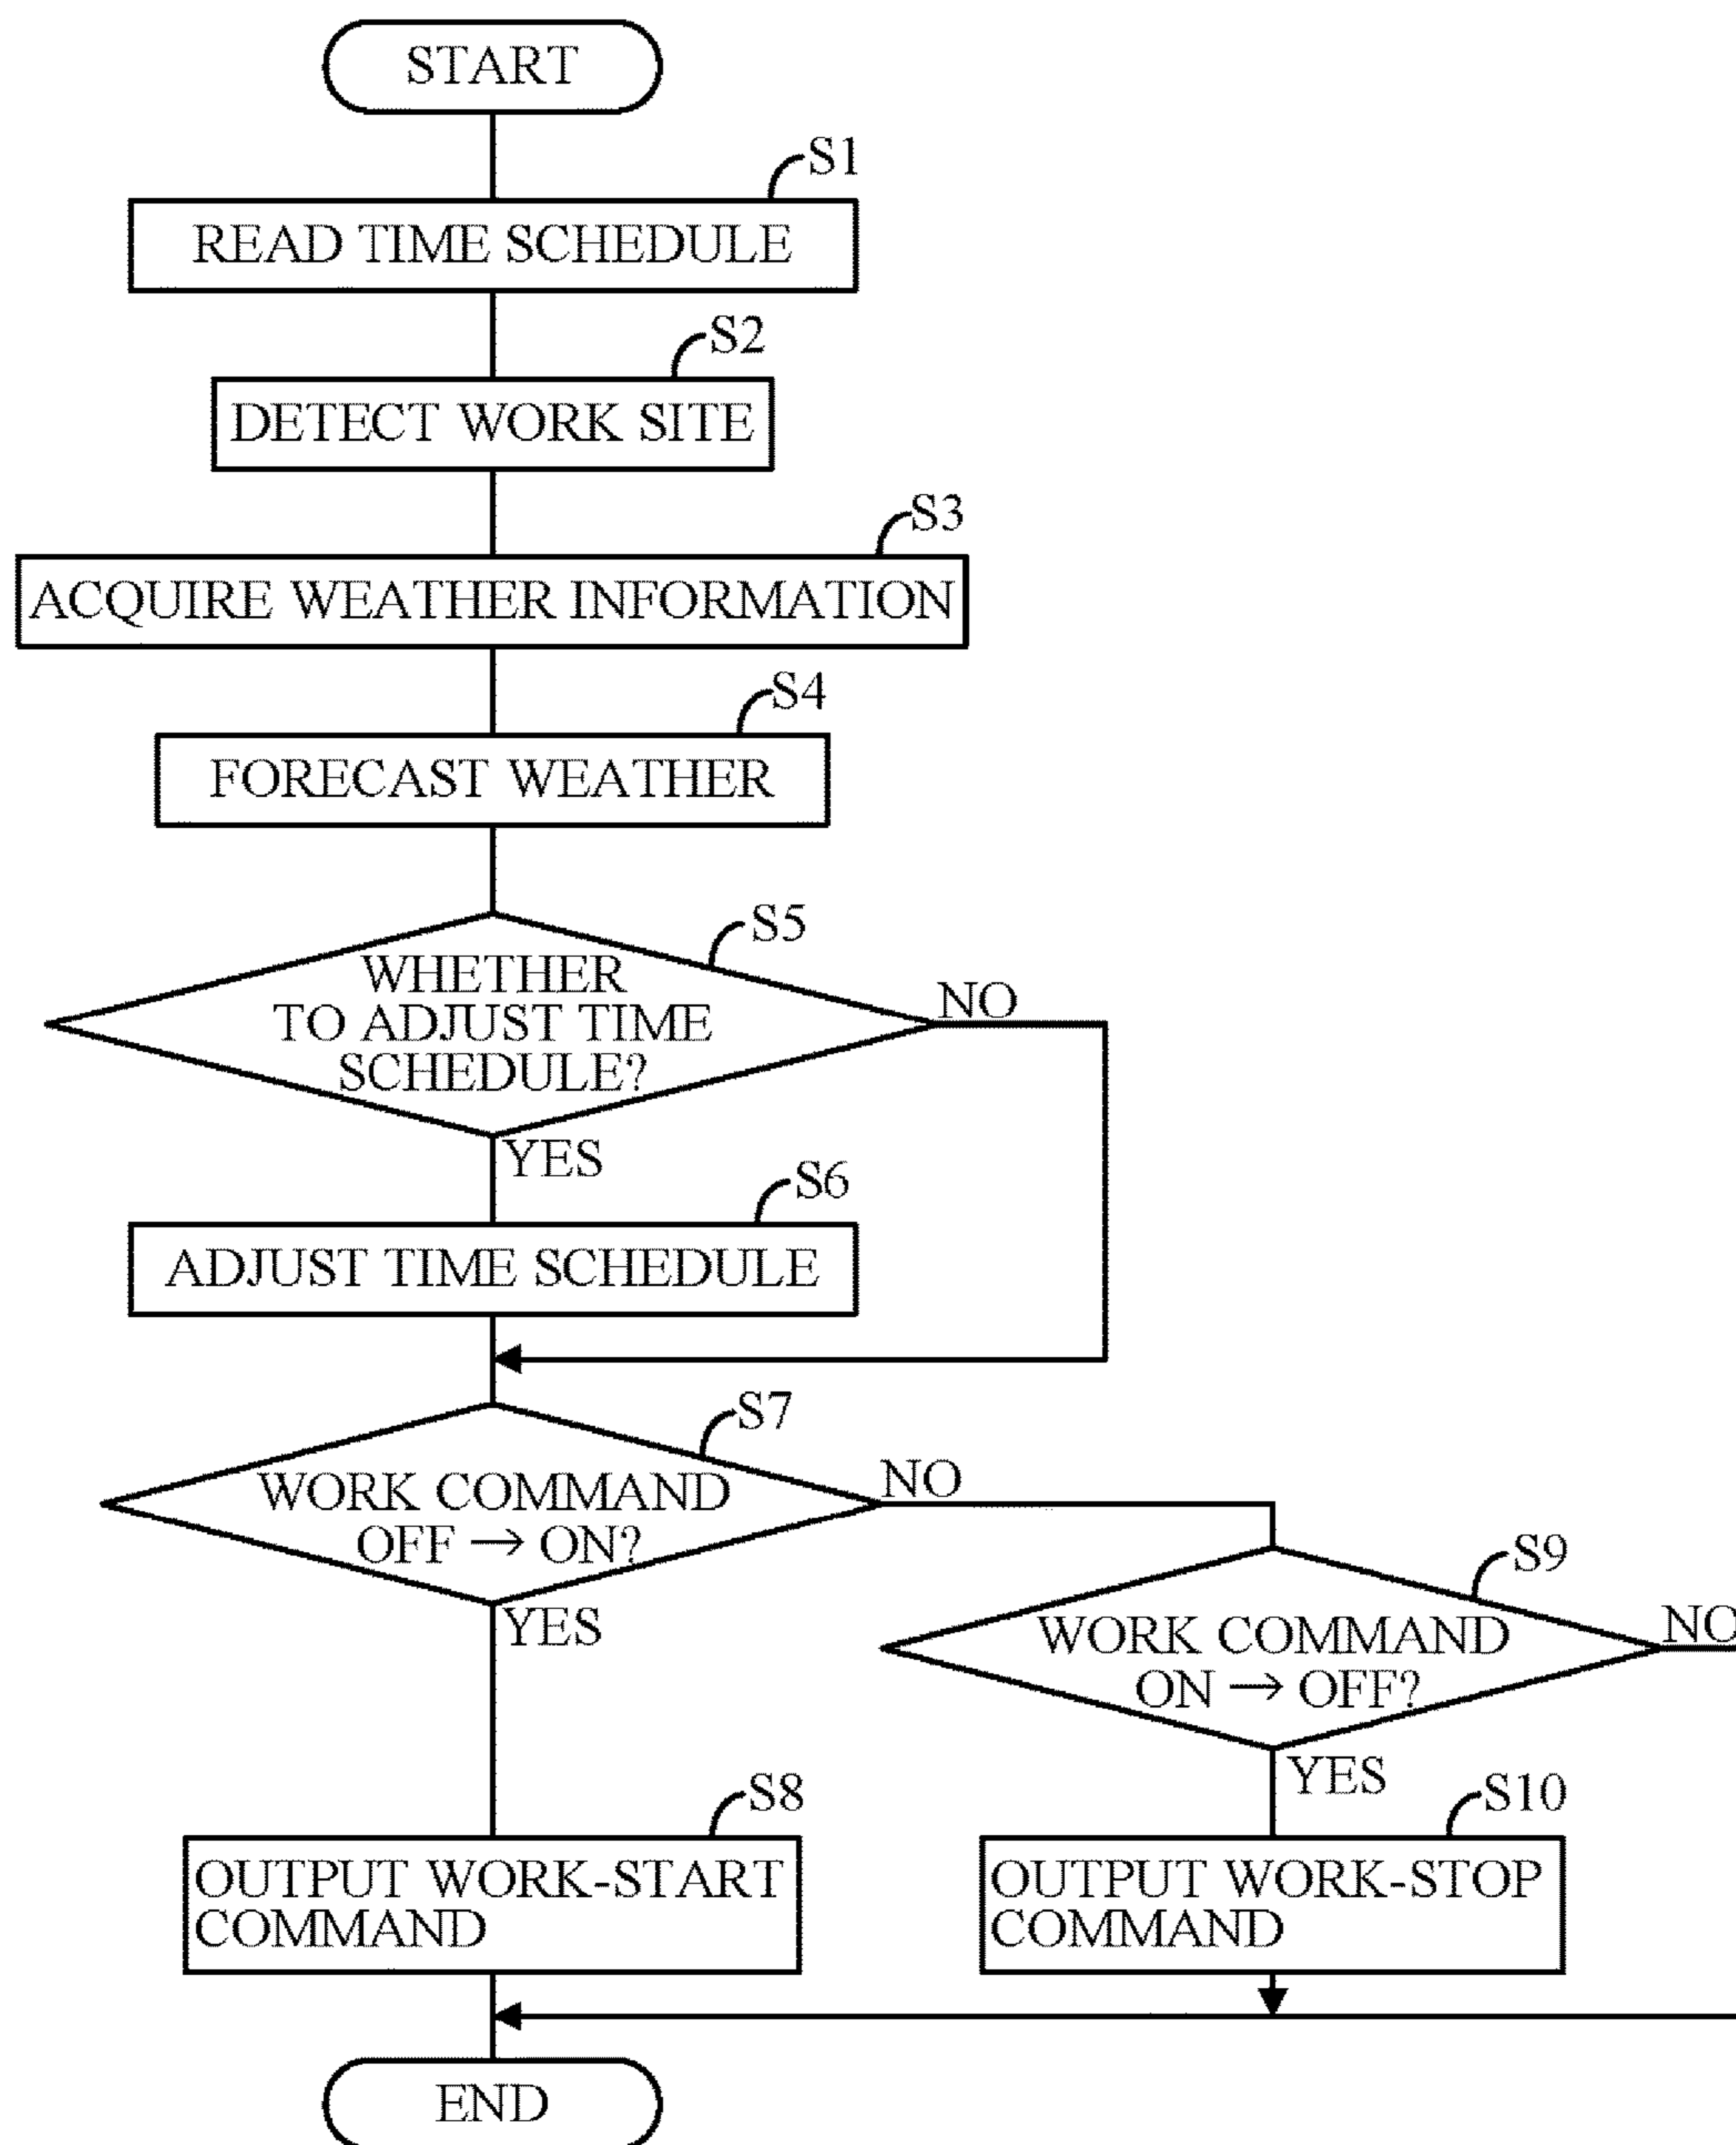 START
S1
READ TIME SCHEDULE
S2
DETECT WORK SITE
S3
ACQUIRE WEATHER INFORMATION
S4
FORECAST WEATHER
S5
WHETHER
TO ADJUST TIME
SCHEDULE?
NO
YES
S6
ADJUST TIME SCHEDULE
S7
WORK COMMAND
OFF → ON?
NO
YES
S9
WORK COMMAND
ON → OFF?
NO
YES
S8
OUTPUT WORK-START
COMMAND
S10
OUTPUT WORK-STOP
COMMAND
END